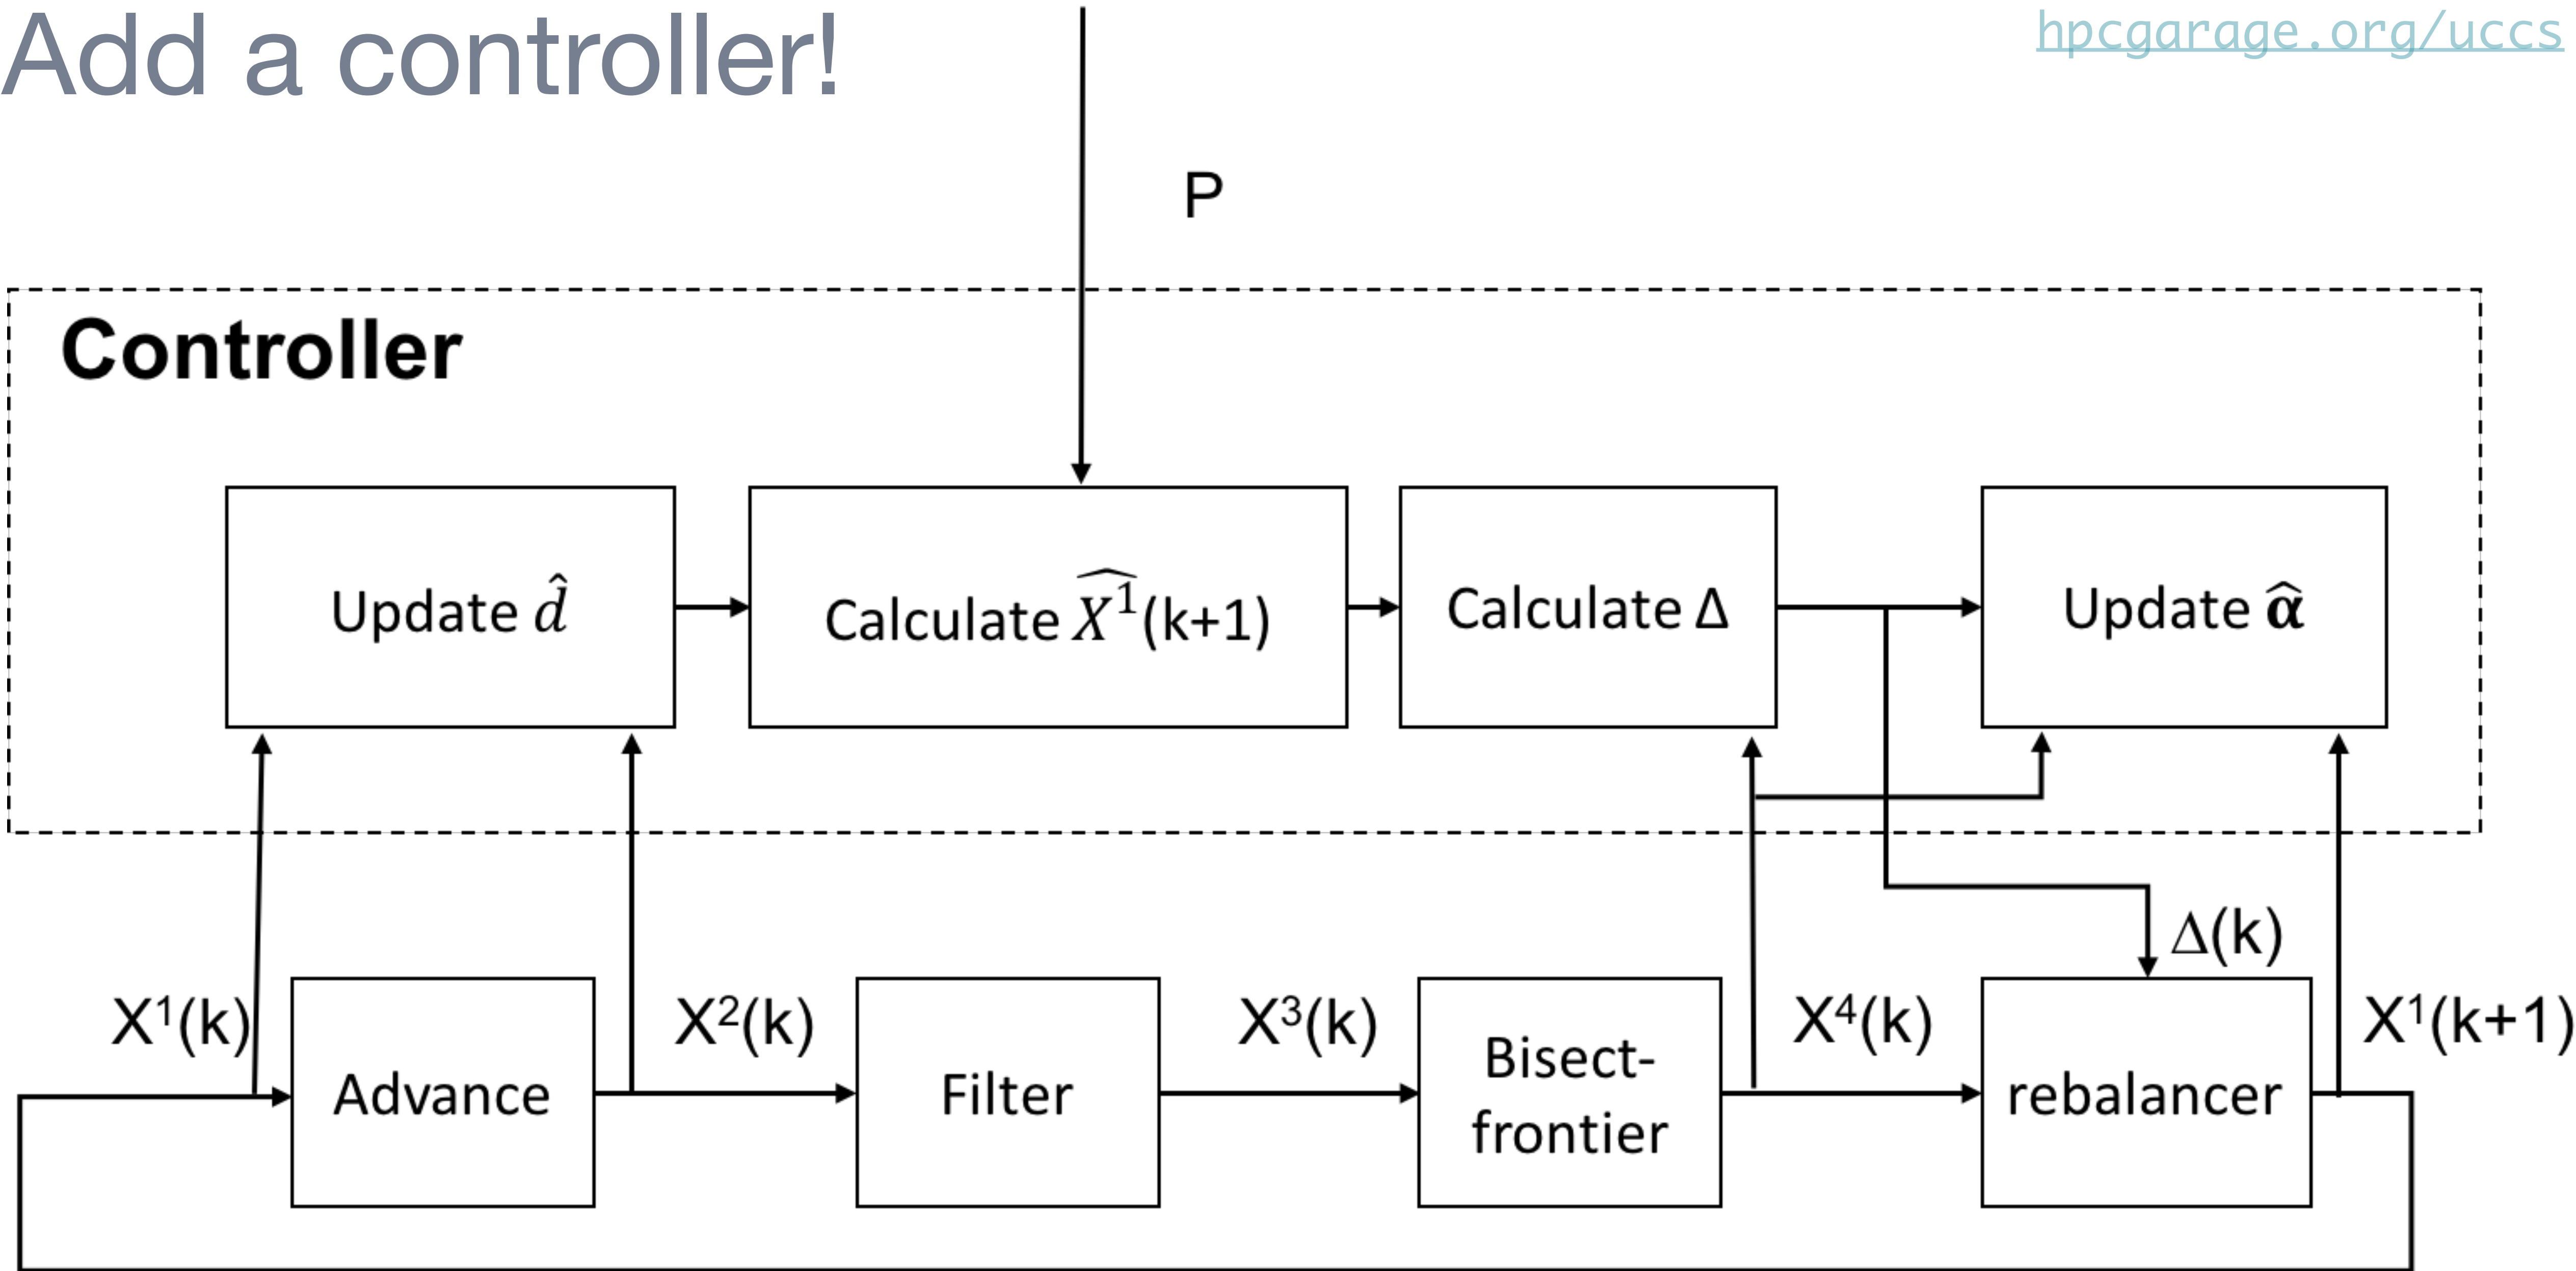 Add a controller!
hpcgarage.org/uccs
P
Controller
Update d̂
Calculate X̂¹(k+1)
Calculate Δ
Update α̂
Δ(k)
X¹(k)
Advance
X²(k)
Filter
X³(k)
Bisect-
frontier
X⁴(k)
rebalancer
X¹(k+1)